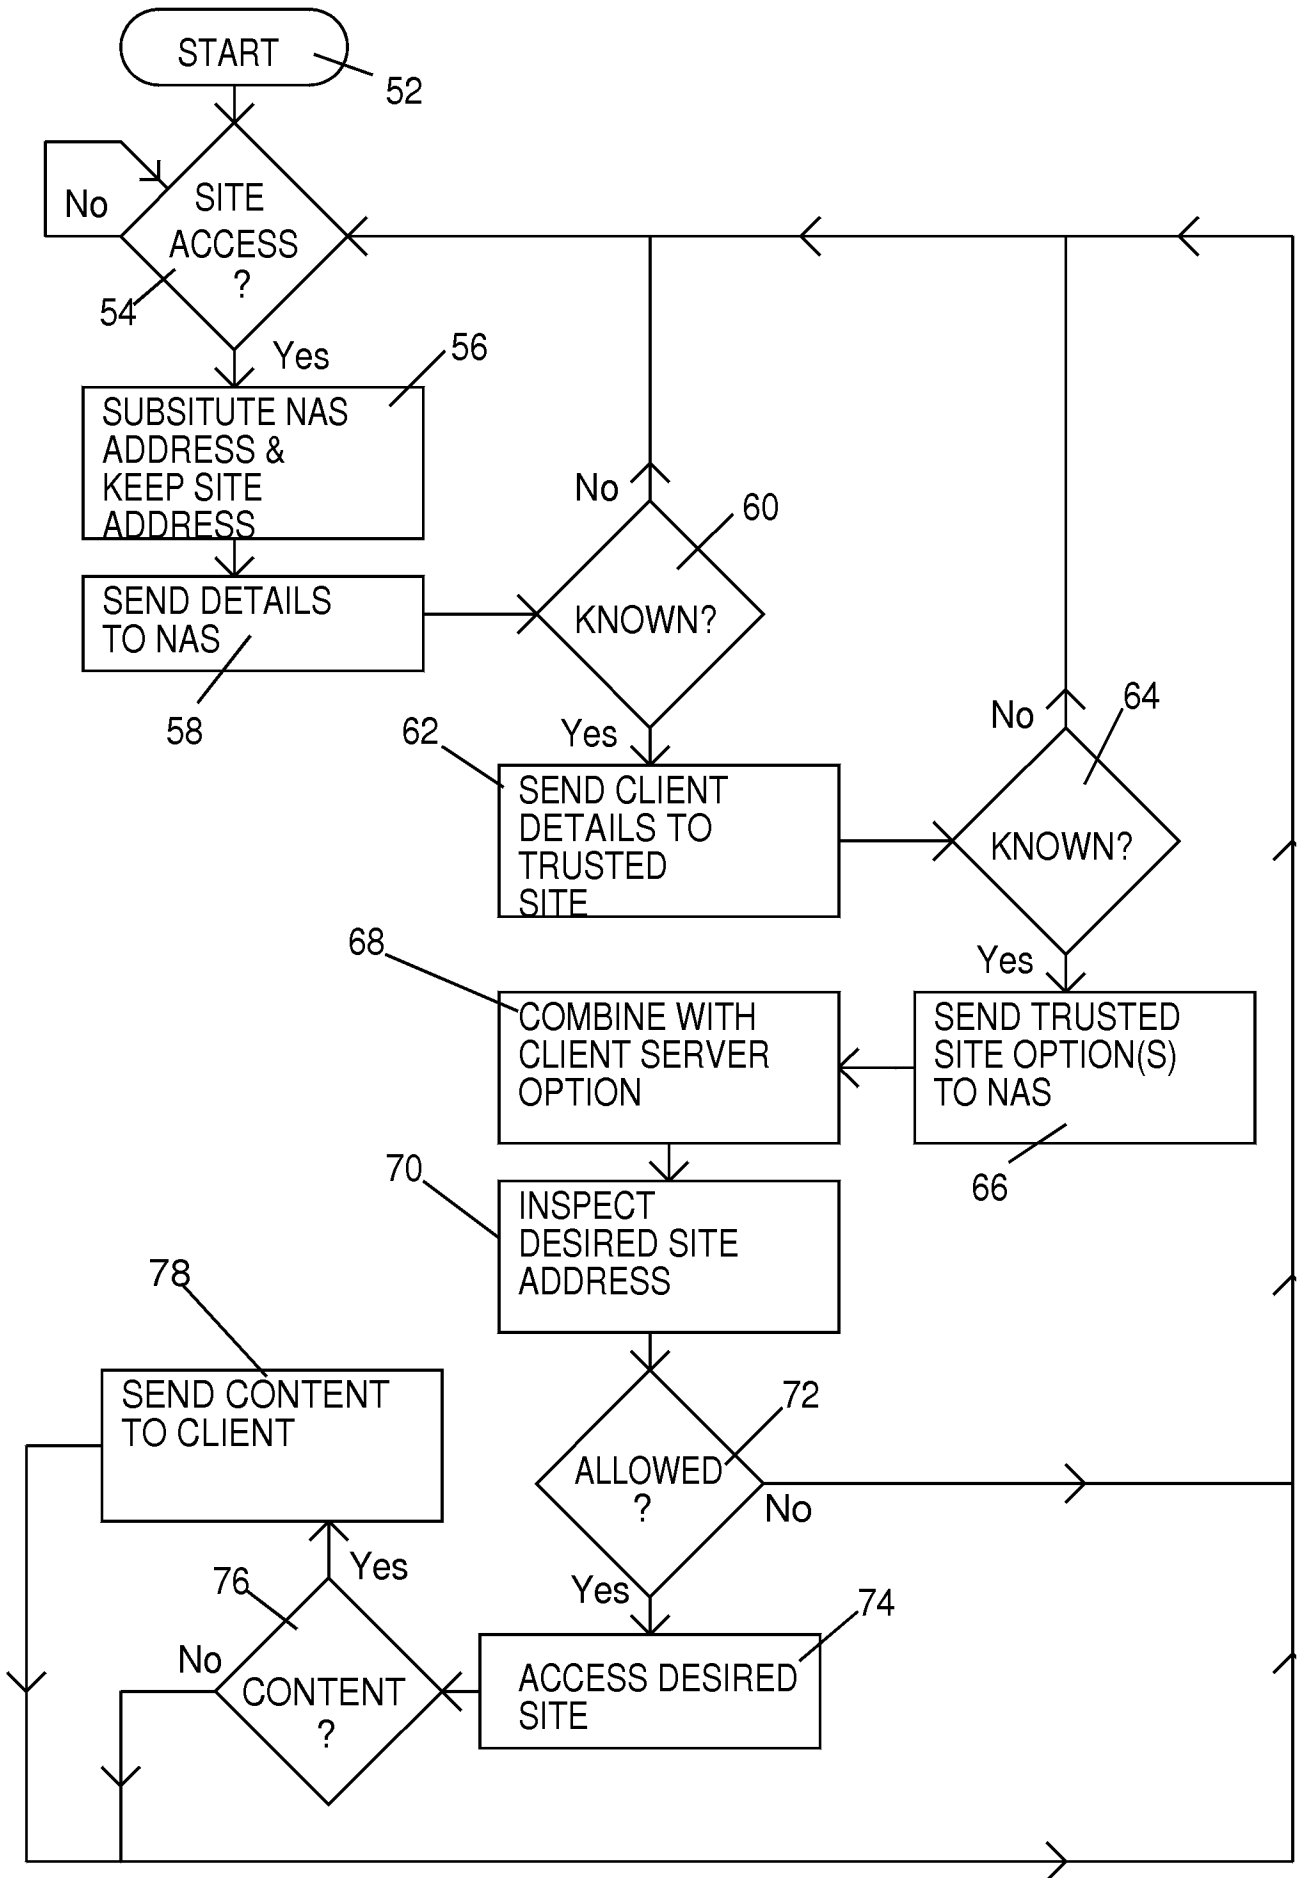 START
52
No
SITE
ACCESS
?
54
Yes
56
SUBSITUTE NAS
ADDRESS &
KEEP SITE
ADDRESS
No
60
SEND DETAILS
TO NAS
KNOWN?
58
62
Yes
No
64
SEND CLIENT
DETAILS TO
TRUSTED
SITE
KNOWN?
68
Yes
COMBINE WITH
CLIENT SERVER
OPTION
SEND TRUSTED
SITE OPTION(S)
TO NAS
70
66
INSPECT
DESIRED SITE
ADDRESS
78
SEND CONTENT
TO CLIENT
72
ALLOWED
?
No
76
Yes
Yes
74
No
CONTENT
?
ACCESS DESIRED
SITE